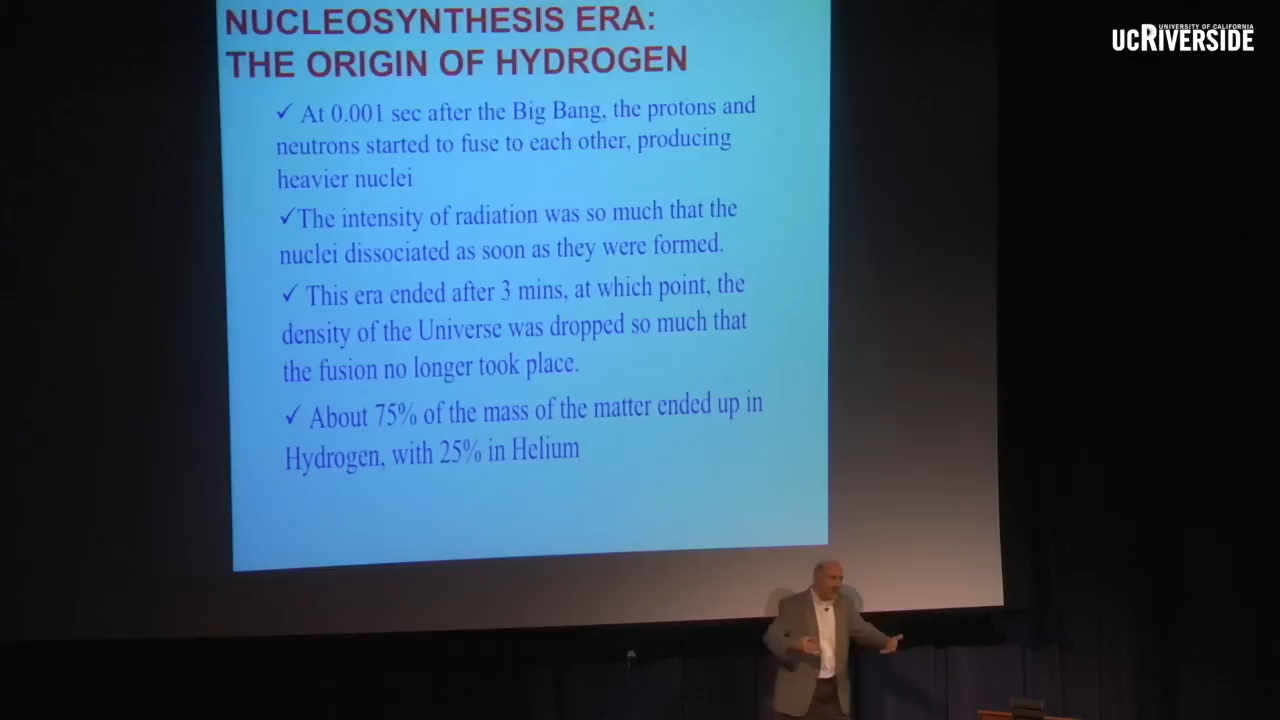 NUCLEOSYNTHESIS ERA:
THE ORIGIN OF HYDROGEN
✓ At 0.001 sec after the Big Bang, the protons and
neutrons started to fuse to each other, producing
heavier nuclei
✓The intensity of radiation was so much that the
nuclei dissociated as soon as they were formed.
✓ This era ended after 3 mins, at which point, the
density of the Universe was dropped so much that
the fusion no longer took place.
✓ About 75% of the mass of the matter ended up in
Hydrogen, with 25% in Helium
UNIVERSITY OF CALIFORNIA
UCRIVERSIDE